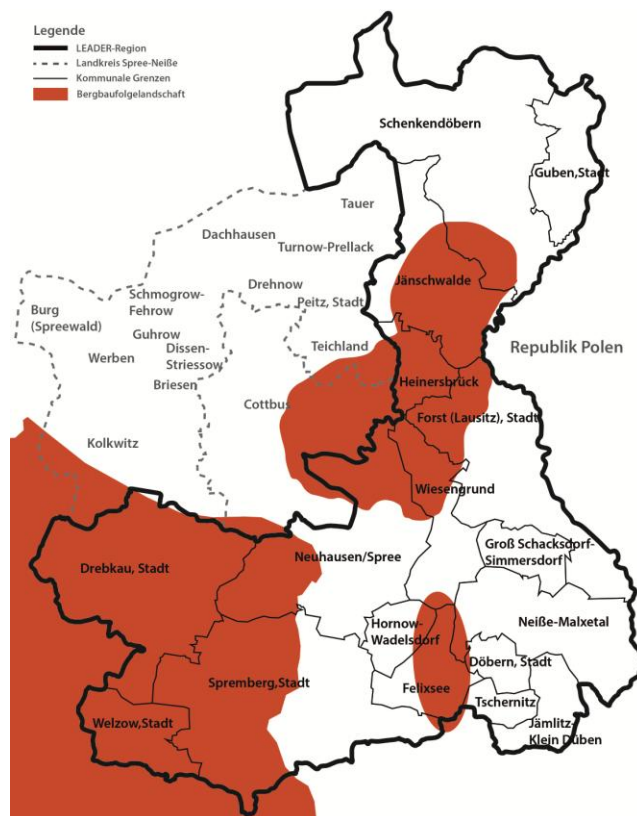 Legende
LEADER-Region
Landkreis Spree-Neiße
Kommunale Grenzen
Bergbaufolgelandschaft
Schenkendöbern
Guben,Stadt
Tauer
Dachhausen
Turnow-Prellack
Jänschwalde
Drehnow
Schmogrow-
Fehrow
Peitz, Stadt
Burg
(Spreewald)
Guhrow
Teichland
Republik Polen
Dissen-
Striessow
Werben
Briesen
Heinersbrück
Cottbus
Forst (Lausitz), Stadt
Kolkwitz
Wiesengrund
Neuhausen/Spree
Groß Schacksdorf-
Simmersdorf
Drebkau, Stadt
Hornow-
Wadelsdorf
Neiße-Malxetal
Döbern, Stadt
Spremberg,Stadt
Felixsee
Tschernitz
Welzow,Stadt
Jämlitz-
Klein Düben